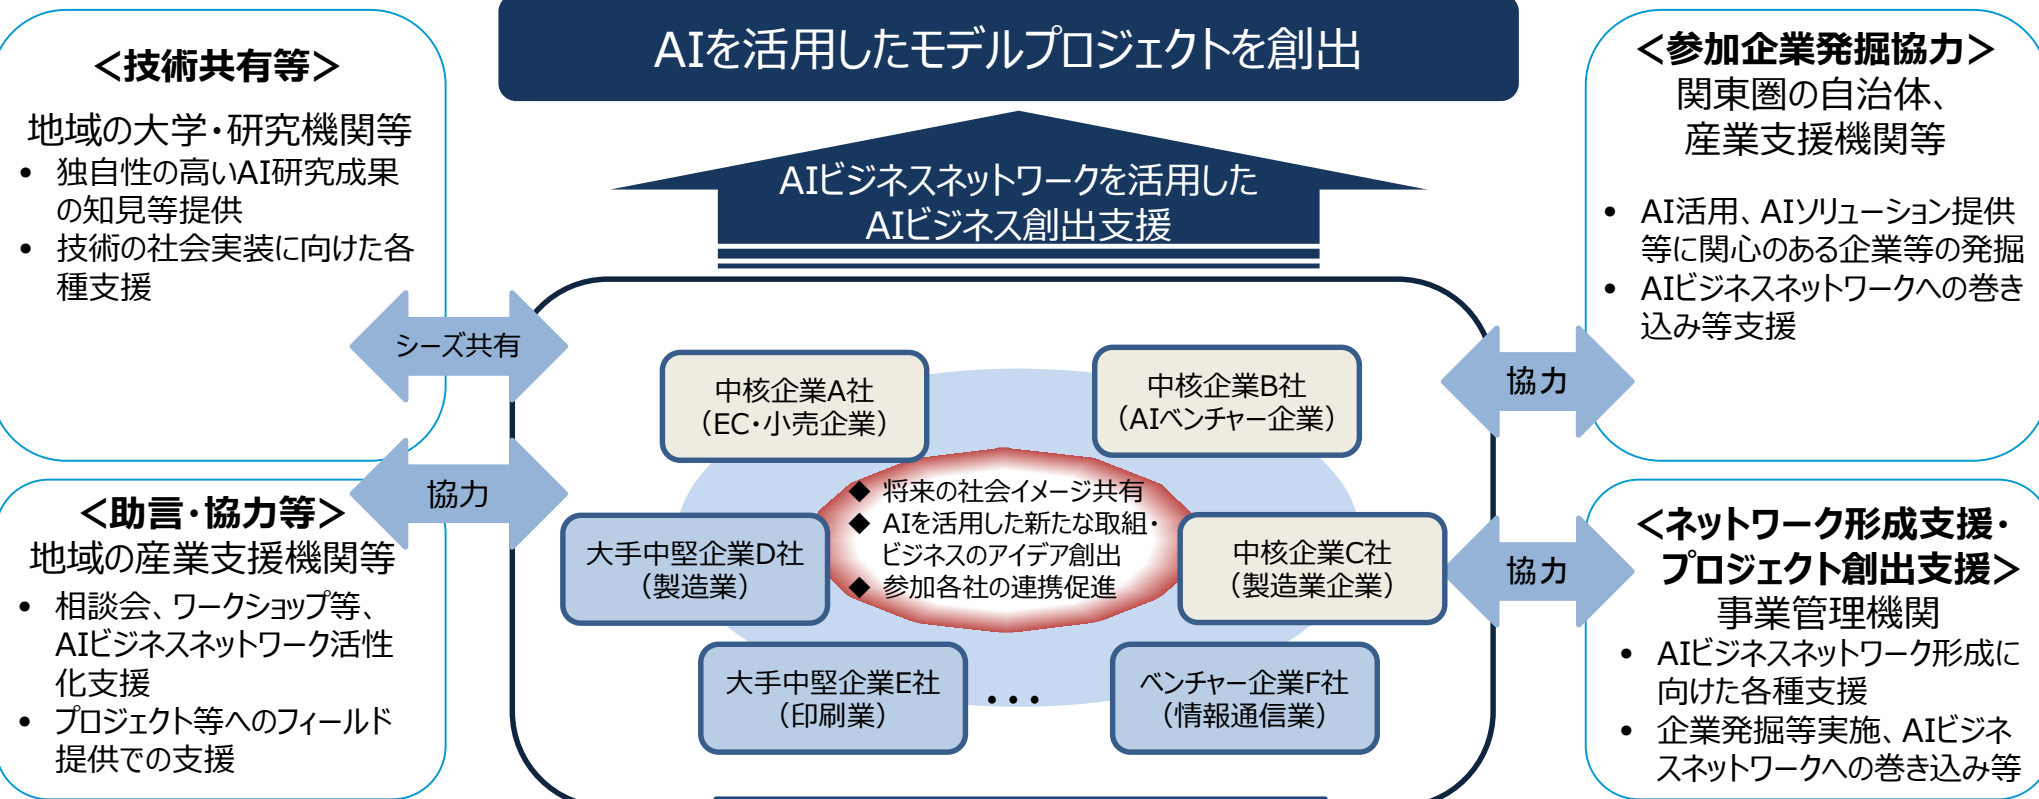 AIを活用したモデルプロジェクトを創出
AIビジネスネットワークを活用した
AIビジネス創出支援
＜技術共有等＞
地域の大学・研究機関等
• 独自性の高いAI研究成果
の知見等提供
• 技術の社会実装に向けた各
種支援
シーズ共有
協力
＜助言・協力等＞
地域の産業支援機関等
• 相談会、ワークショップ等、
AIビジネスネットワーク活性
化支援
• プロジェクト等へのフィールド
提供での支援
中核企業A社
（EC・小売企業）
中核企業B社
（AIベンチャー企業）
◆ 将来の社会イメージ共有
◆ AIを活用した新たな取組・
ビジネスのアイデア創出
◆ 参加各社の連携促進
大手中堅企業D社
（製造業）
中核企業C社
（製造業企業）
大手中堅企業E社
（印刷業）
・・・
ベンチャー企業F社
（情報通信業）
＜参加企業発掘協力＞
関東圏の自治体、
産業支援機関等
• AI活用、AIソリューション提供
等に関心のある企業等の発掘
• AIビジネスネットワークへの巻き
込み等支援
協力
協力
＜ネットワーク形成支援・
プロジェクト創出支援＞
事業管理機関
• AIビジネスネットワーク形成に
向けた各種支援
• 企業発掘等実施、AIビジネ
スネットワークへの巻き込み等